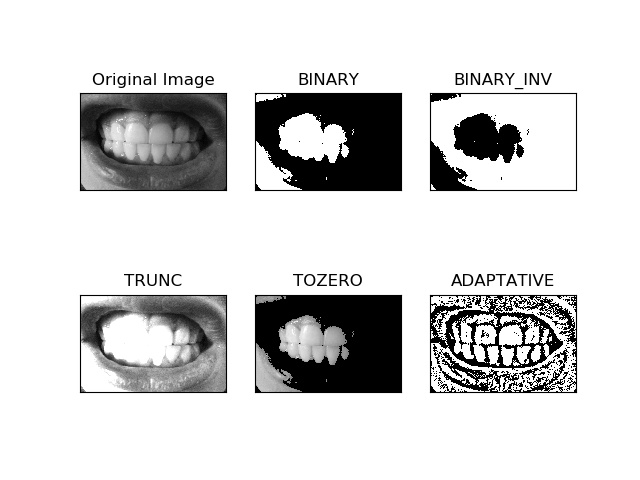 Original Image
BINARY
BINARY_INV
TRUNC
TOZERO
ADAPTATIVE